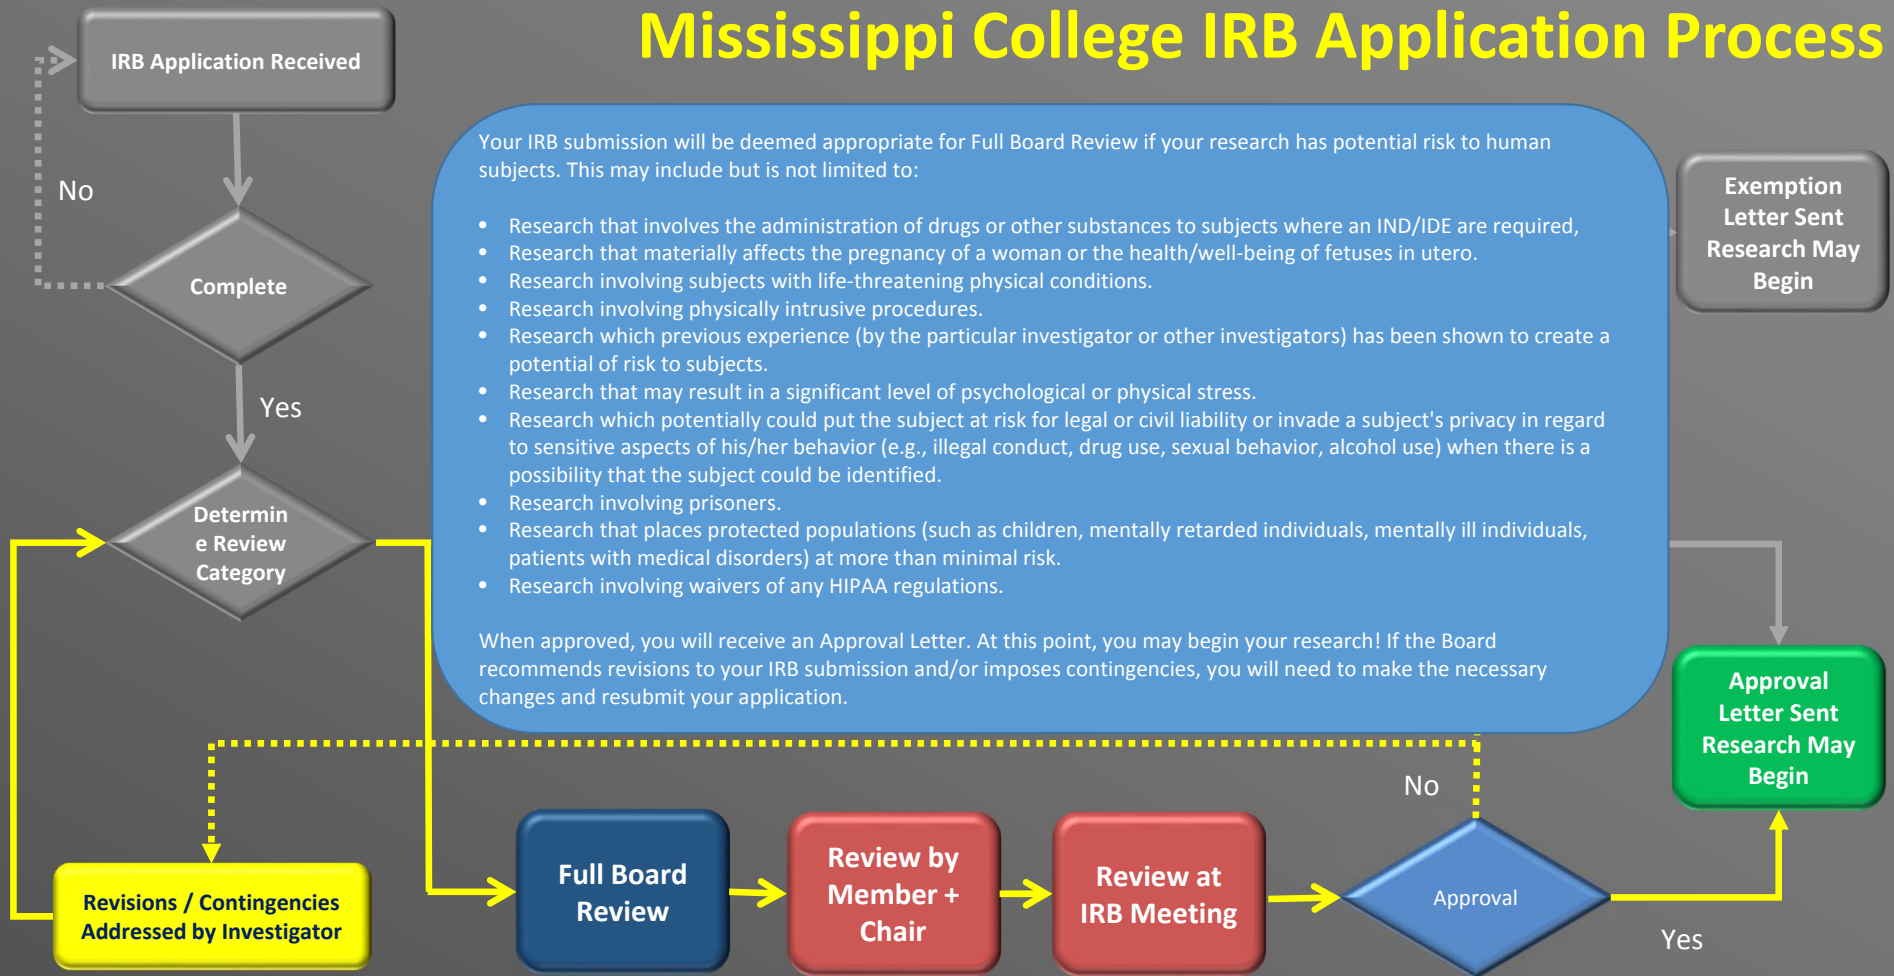 Mississippi College IRB Application Process
IRB Application Received
No
Complete
Yes
Determin
e Review
Category
Your IRB submission will be deemed appropriate for Full Board Review if your research has potential risk to human
subjects. This may include but is not limited to:
• Research that involves the administration of drugs or other substances to subjects where an IND/IDE are required,
• Research that materially affects the pregnancy of a woman or the health/well-being of fetuses in utero.
• Research involving subjects with life-threatening physical conditions.
• Research involving physically intrusive procedures.
• Research which previous experience (by the particular investigator or other investigators) has been shown to create a
potential of risk to subjects.
• Research that may result in a significant level of psychological or physical stress.
• Research which potentially could put the subject at risk for legal or civil liability or invade a subject's privacy in regard
to sensitive aspects of his/her behavior (e.g., illegal conduct, drug use, sexual behavior, alcohol use) when there is a
possibility that the subject could be identified.
• Research involving prisoners.
• Research that places protected populations (such as children, mentally retarded individuals, mentally ill individuals,
patients with medical disorders) at more than minimal risk.
• Research involving waivers of any HIPAA regulations.
When approved, you will receive an Approval Letter. At this point, you may begin your research! If the Board
recommends revisions to your IRB submission and/or imposes contingencies, you will need to make the necessary
changes and resubmit your application.
Exemption
Letter Sent
Research May
Begin
Approval
Letter Sent
Research May
Begin
No
Revisions / Contingencies
Addressed by Investigator
Full Board
Review
Review by
Member +
Chair
Review at
IRB Meeting
Approval
Yes